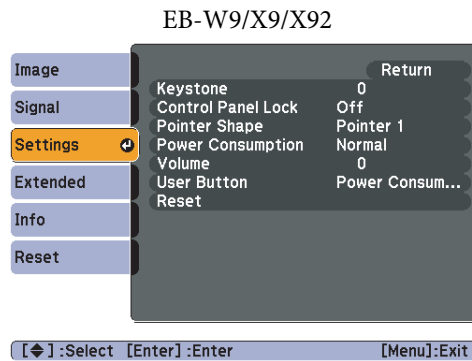 EB-W9/X9/X92
Image
Signal
Settings
Extended
Info
Reset
Return
Keystone 0
Control Panel Lock Off
Pointer Shape Pointer 1
Power Consumption Normal
Volume 0
User Button Power Consum...
Reset
[◆] :Select [Enter] :Enter [Menu]:Exit